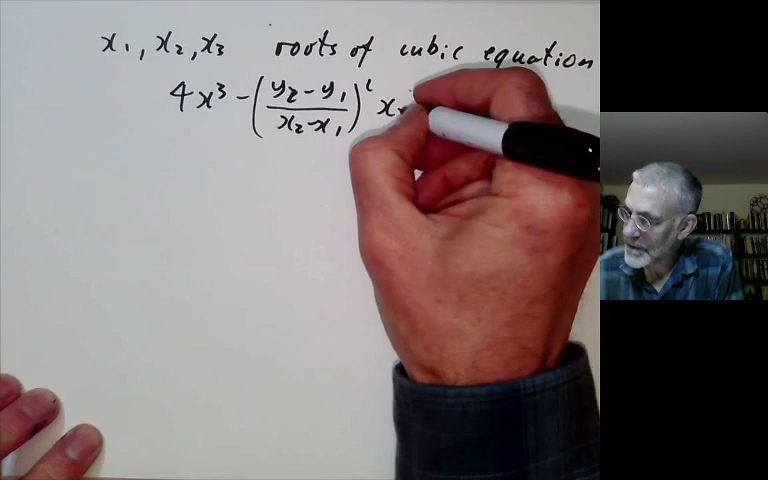 x₁, x₂, x₃ roots of cubic equation
4x³ - ((y₂ - y₁)/(x₂ - x₁))² x